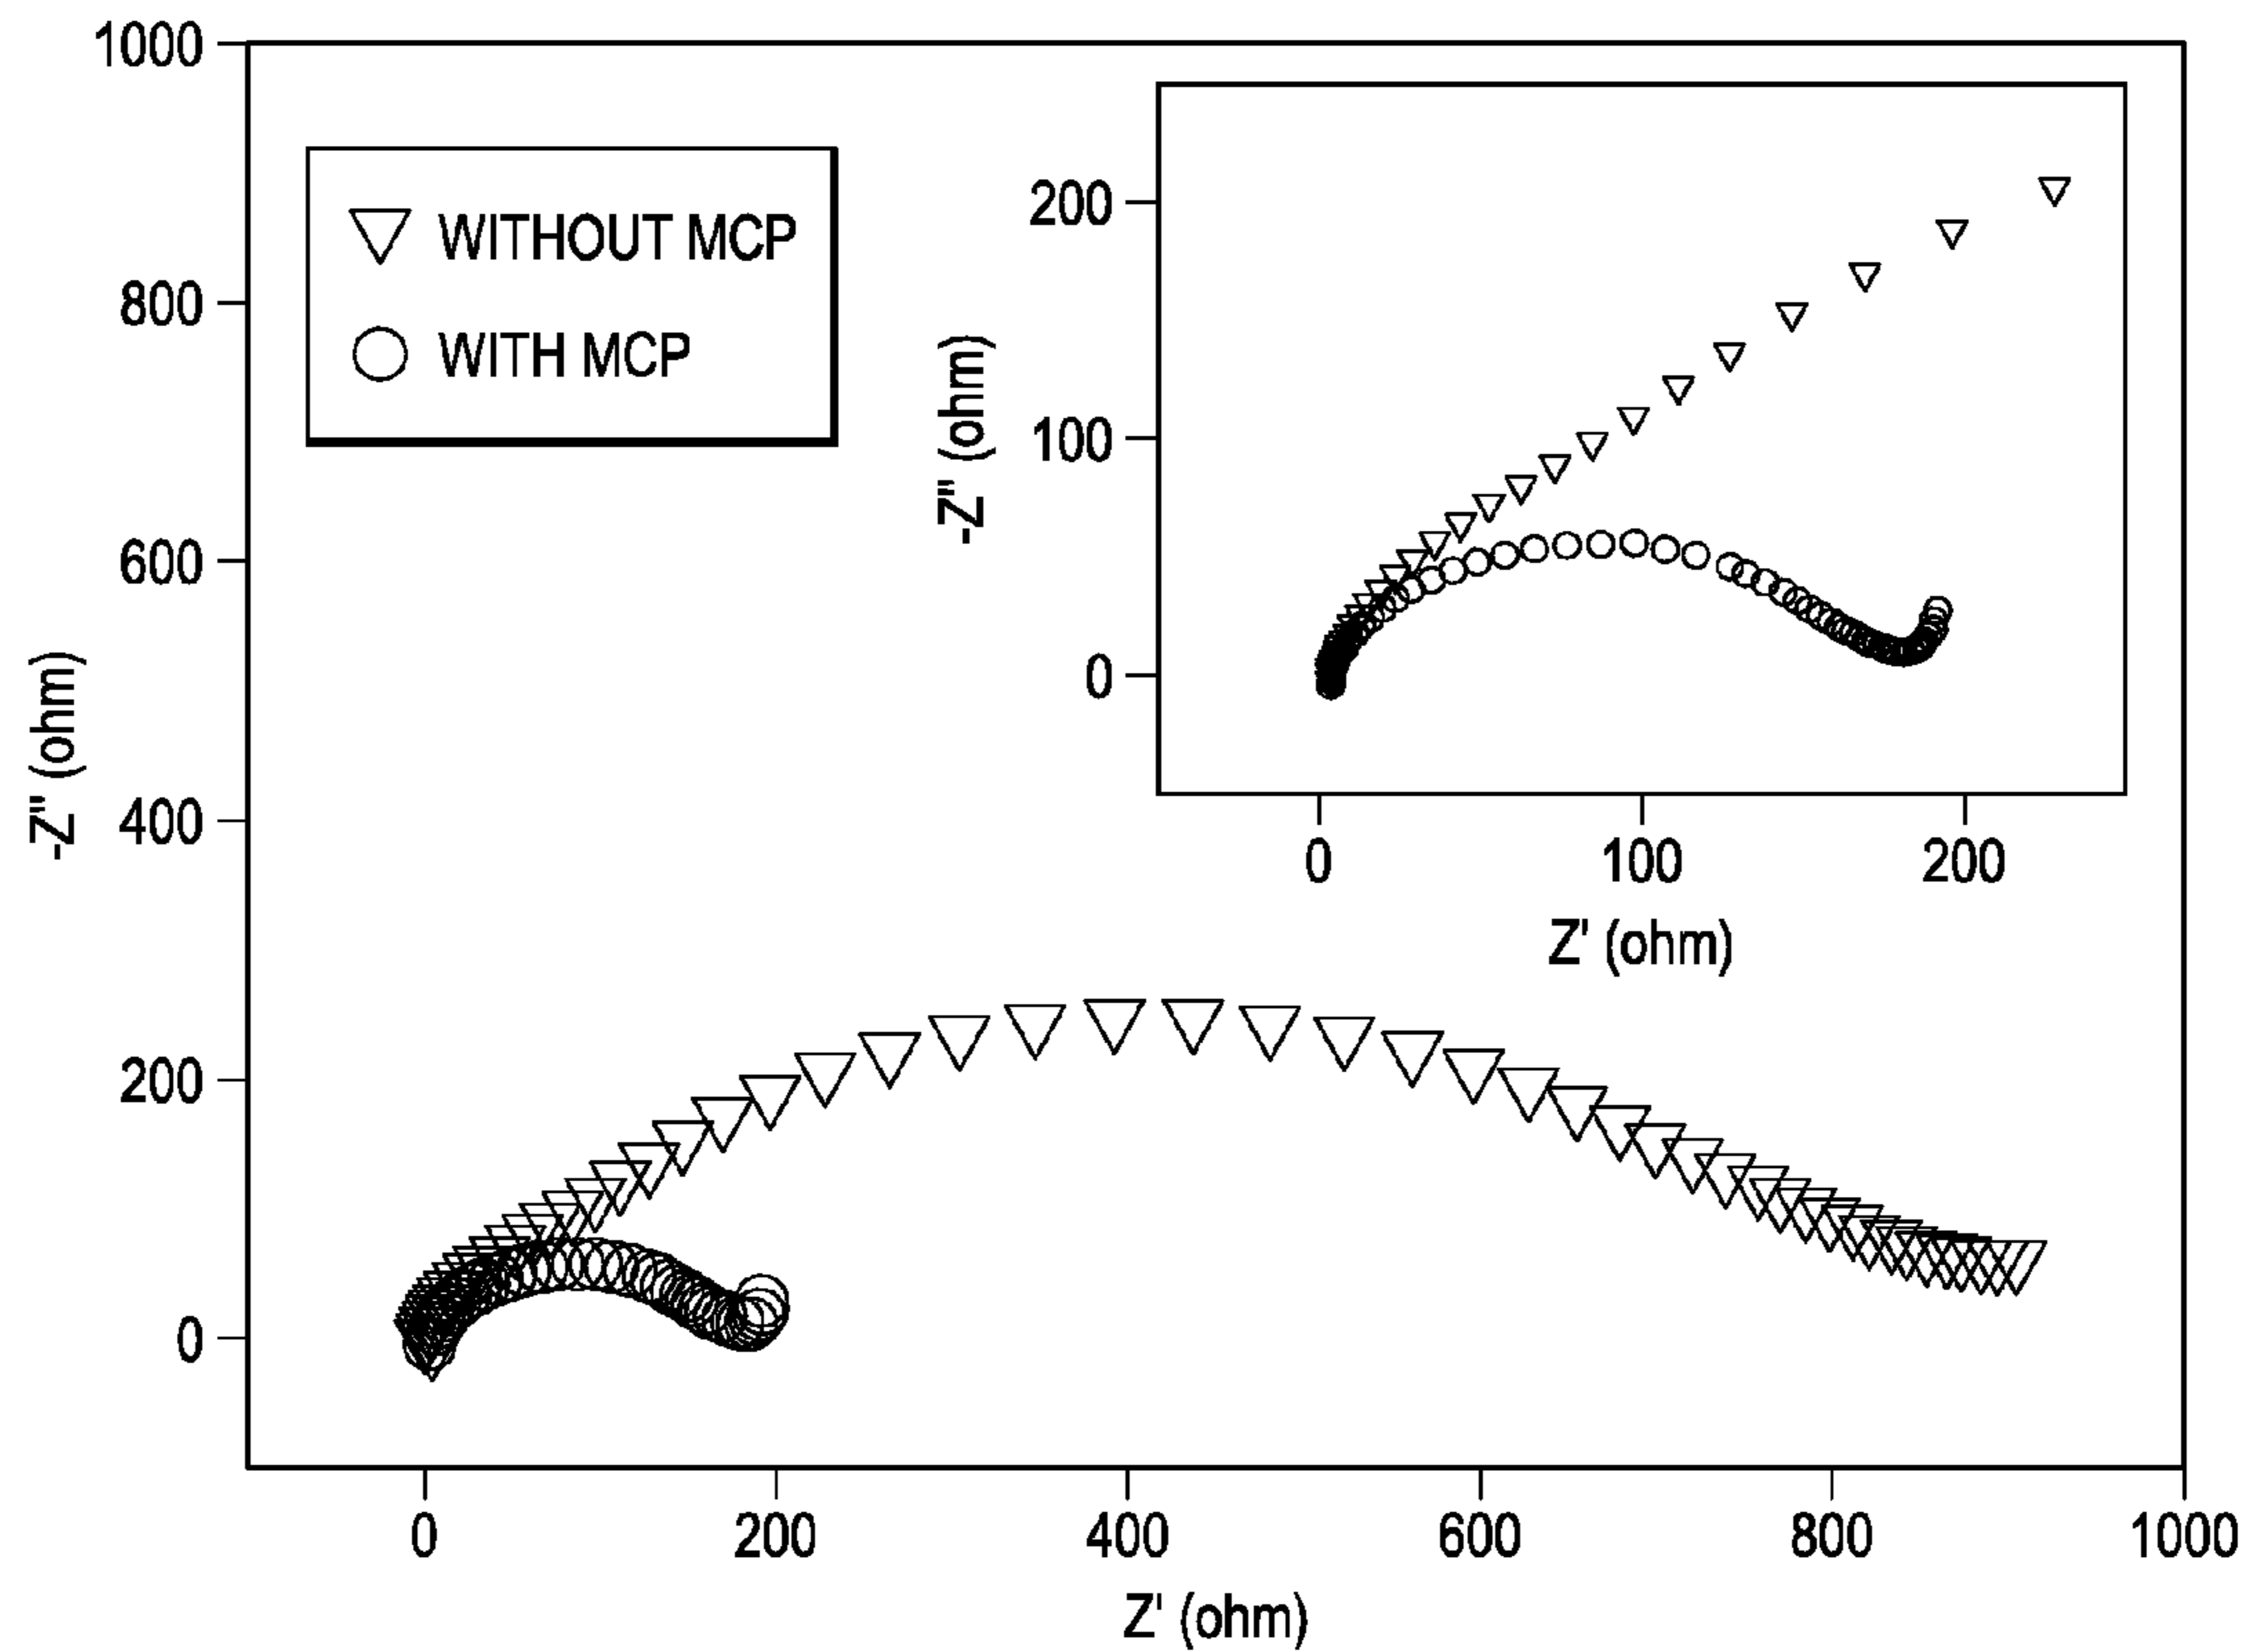 1000
800
600
400
200
0
-Z" (ohm)
WITHOUT MCP
WITH MCP
200
100
0
-Z" (ohm)
0 100 200
Z' (ohm)
0 200 400 600 800 1000
Z' (ohm)